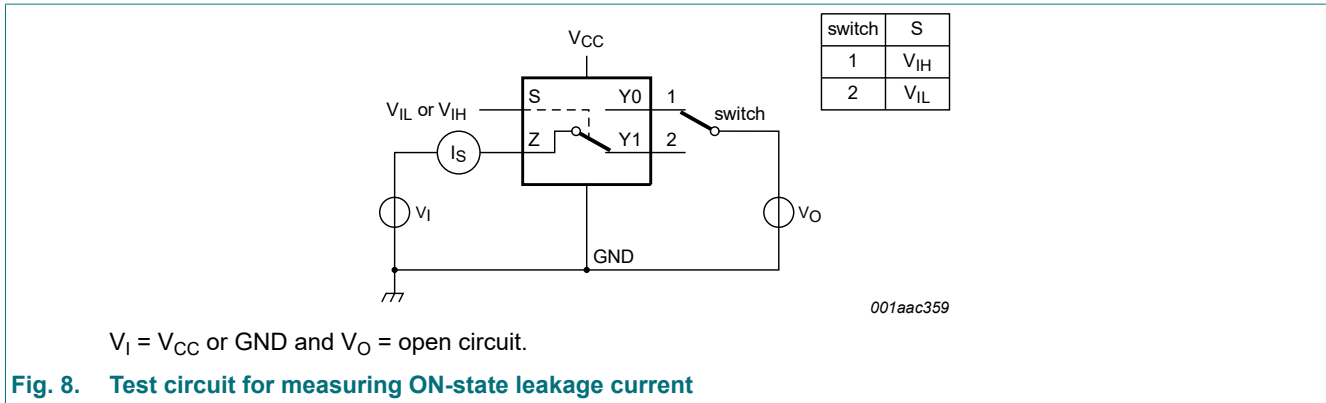 switch S
1 VIH
2 VIL
VCC
VIL or VIH
S
Y0
1
switch
Z
Y1
2
IS
VI
VO
GND
001aac359
VI = VCC or GND and VO = open circuit.
Fig. 8. Test circuit for measuring ON-state leakage current